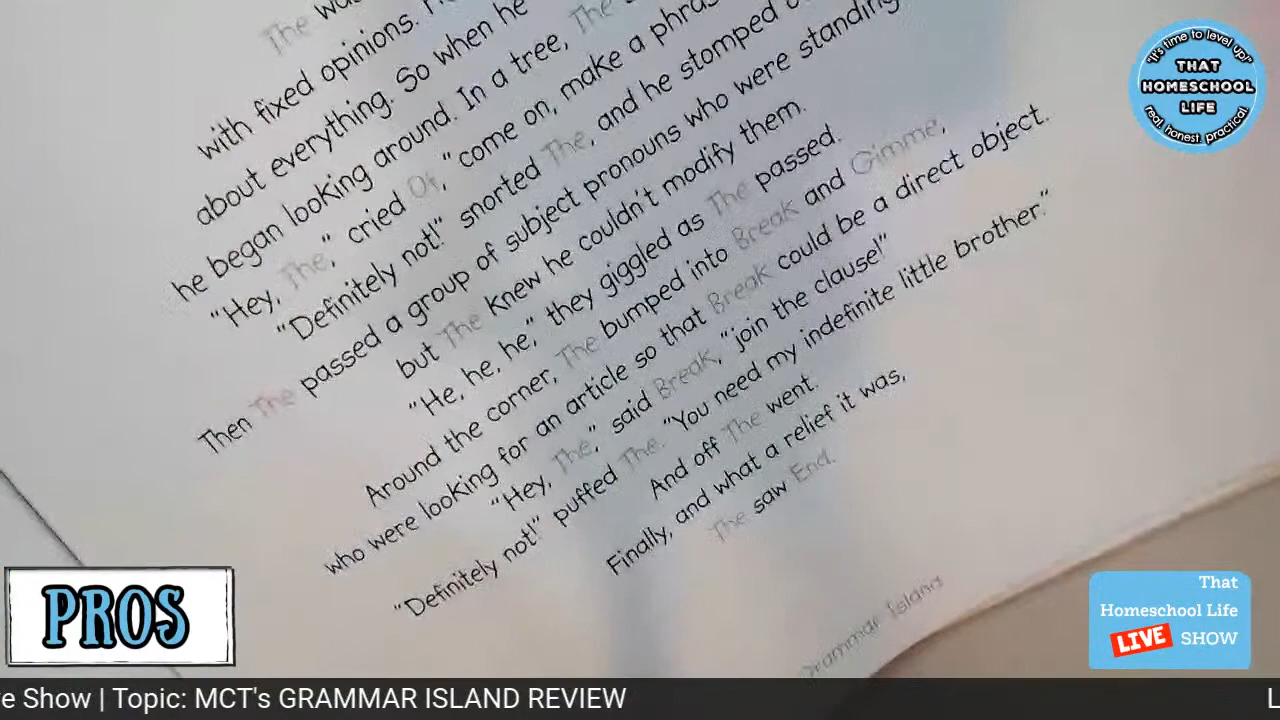 The
with fixed opinions.
about everything. So when he
he began looking around. In a tree, The
"Hey, The," cried Of, "come on, make a phras
"Definitely not!" snorted The, and he stomped
Then The passed a group of subject pronouns who were standing
but The knew he couldn't modify them.
"He, he, he," they giggled as The passed.
Around the corner, The bumped into Break and Gimme,
who were looking for an article so that Break could be a direct object.
"Hey, The," said Break, "join the clause!"
"Definitely not!" puffed The. "You need my indefinite little brother."
And off The went.
Finally, and what a relief it was,
The saw End.
Grammar Island
"It's time to level up!"
THAT
HOMESCHOOL
LIFE
real. honest. practical
PROS
That
Homeschool Life
LIVE SHOW
e Show | Topic: MCT's GRAMMAR ISLAND REVIEW
L